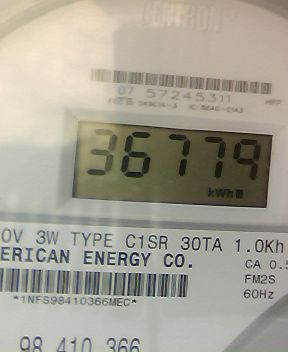 CENTRON
07 57245311
36779
kWh
0V 3W TYPE C1SR 30TA 1.0Kh
ERICAN ENERGY CO.
CA 0.5
*1NFS98410366MEC*
FM2S
60Hz
98 410 366